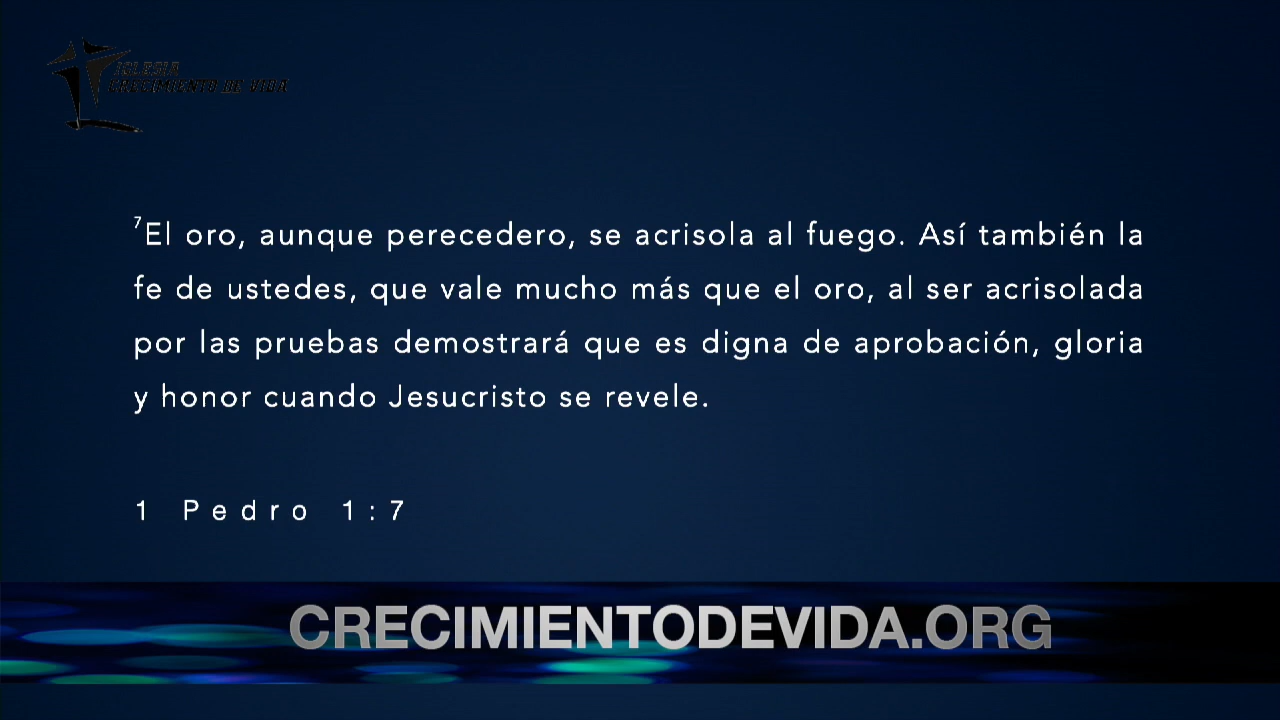 IGLESIA
CRECIMIENTO DE VIDA
⁷El oro, aunque perecedero, se acrisola al fuego. Así también la
fe de ustedes, que vale mucho más que el oro, al ser acrisolada
por las pruebas demostrará que es digna de aprobación, gloria
y honor cuando Jesucristo se revele.
1 Pedro 1:7
CRECIMIENTODEVIDA.ORG